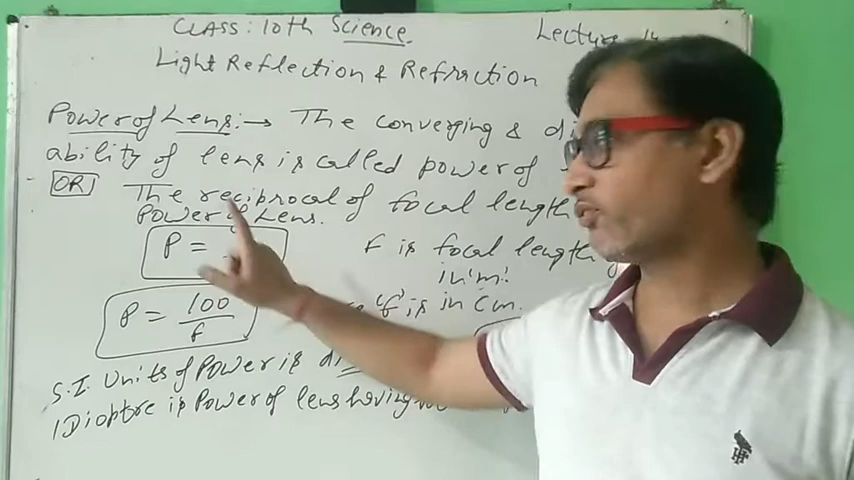 CLASS: 10th Science
Lecture 14
Light Reflection & Refraction
Power of Lens:→ The converging &
ability of lens is called power of
OR The reciprocal of focal length
Power of Lens.
P =
f is focal length
in 'm'
P = 100/f
'f' is in Cm.
S.I. Units of Power is
1 Dioptre is Power of lens having